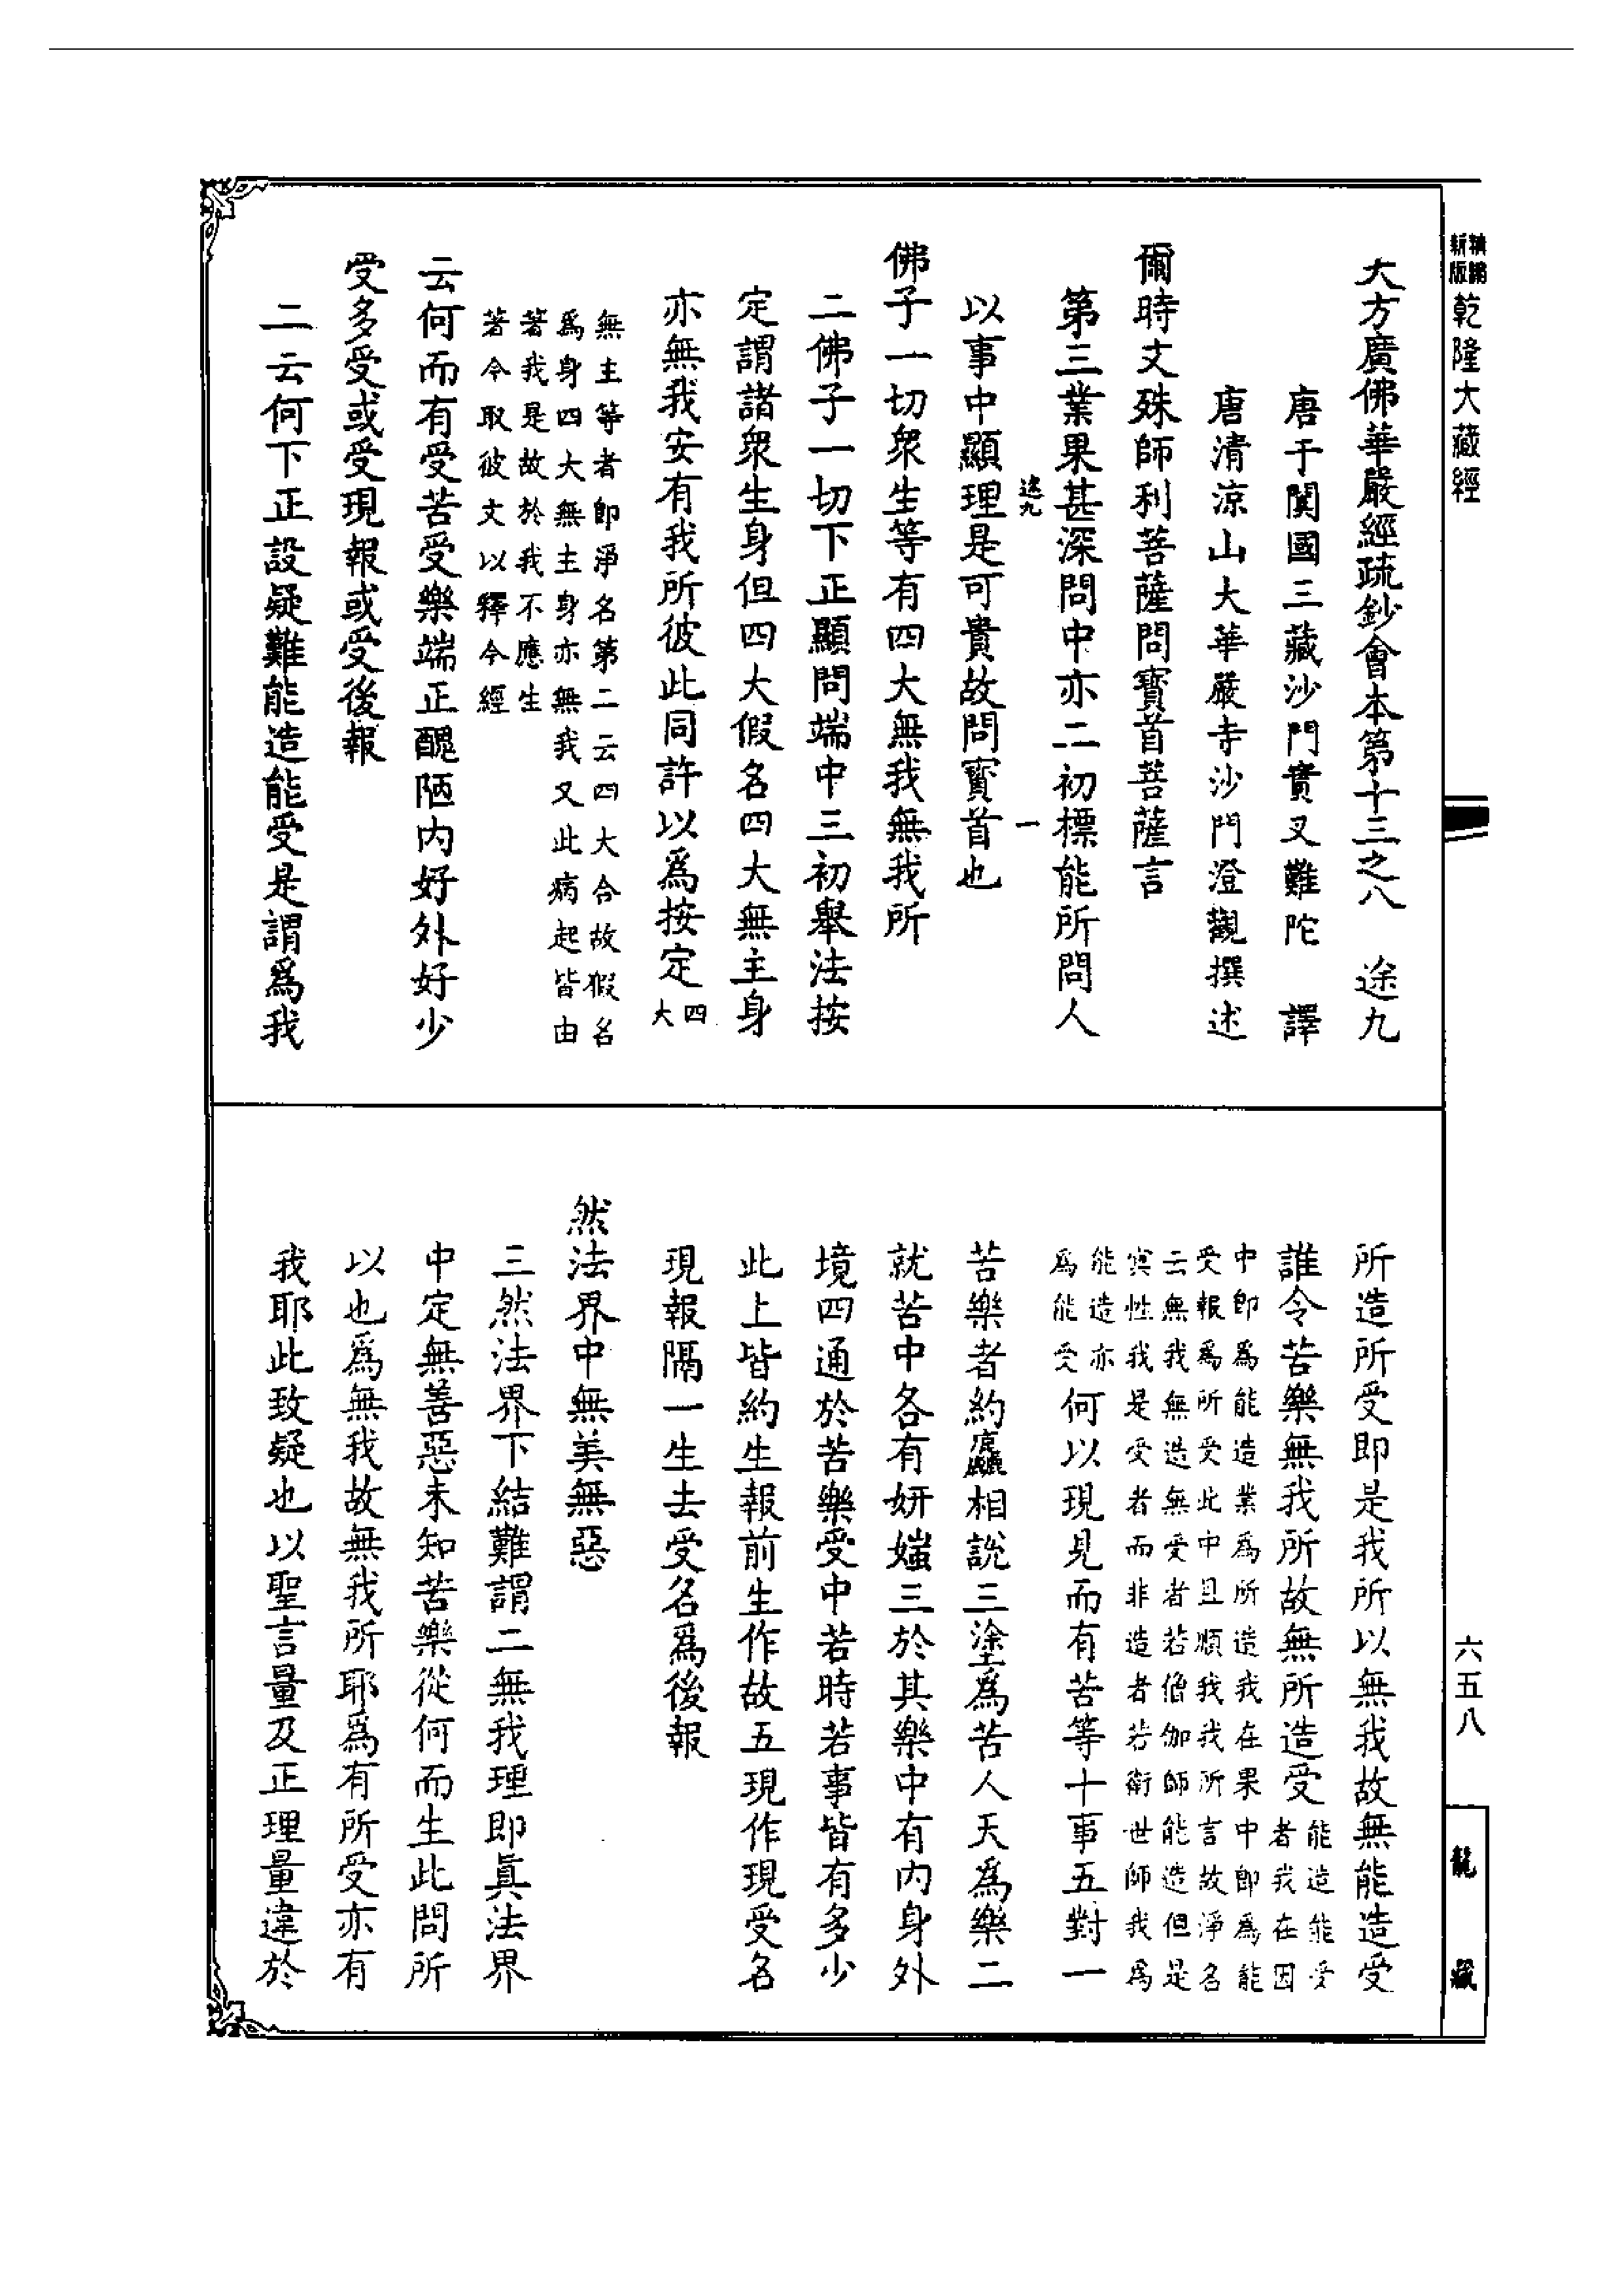 新版
乾隆大藏經
大方廣佛華嚴經疏鈔會本第十三之八　途九
唐于闐國三藏沙門實叉難陀　譯
唐清涼山大華嚴寺沙門澄觀撰述
爾時文殊師利菩薩問寶首菩薩言
第三業果甚深問中亦二初標能所問人
途九　一
以事中顯理是可貴故問寶首也
佛子一切衆生等有四大無我無我所
二佛子一切下正顯問端中三初舉法按
定謂諸衆生身但四大假名四大無主身
亦無我安有我所彼此同許以爲按定四大
無主等者即淨名第二云四大合故假名
爲身四大無主身亦無我又此病起皆由
著我是故於我不應生
著今取彼文以釋今經
云何而有受苦受樂端正醜陋内好外好少
受多受或受現報或受後報
二云何下正設疑難能造能受是謂爲我
所造所受即是我所以無我故無能造受
誰令苦樂無我所故無所造受能造能受者我在因
中即爲能造業爲所造我在果中即爲能
受報爲所受此中且順我我所言故淨名
云無我無造無受者若僧伽師能造但是
冥性我是受者而非造者若衛世師我爲
能造亦爲能受何以現見而有苦等十事五對一
苦樂者約麤相說三塗爲苦人天爲樂二
就苦中各有妍媸三於其樂中有内身外
境四通於苦樂受中若時若事皆有多少
此上皆約生報前生作故五現作現受名
現報隔一生去受名爲後報
然法界中無美無惡
三然法界下結難謂二無我理即眞法界
中定無善惡未知苦樂從何而生此問所
以也爲無我故無我所耶爲有所受亦有
我耶此致疑也以聖言量及正理量違於
六五八
龍藏